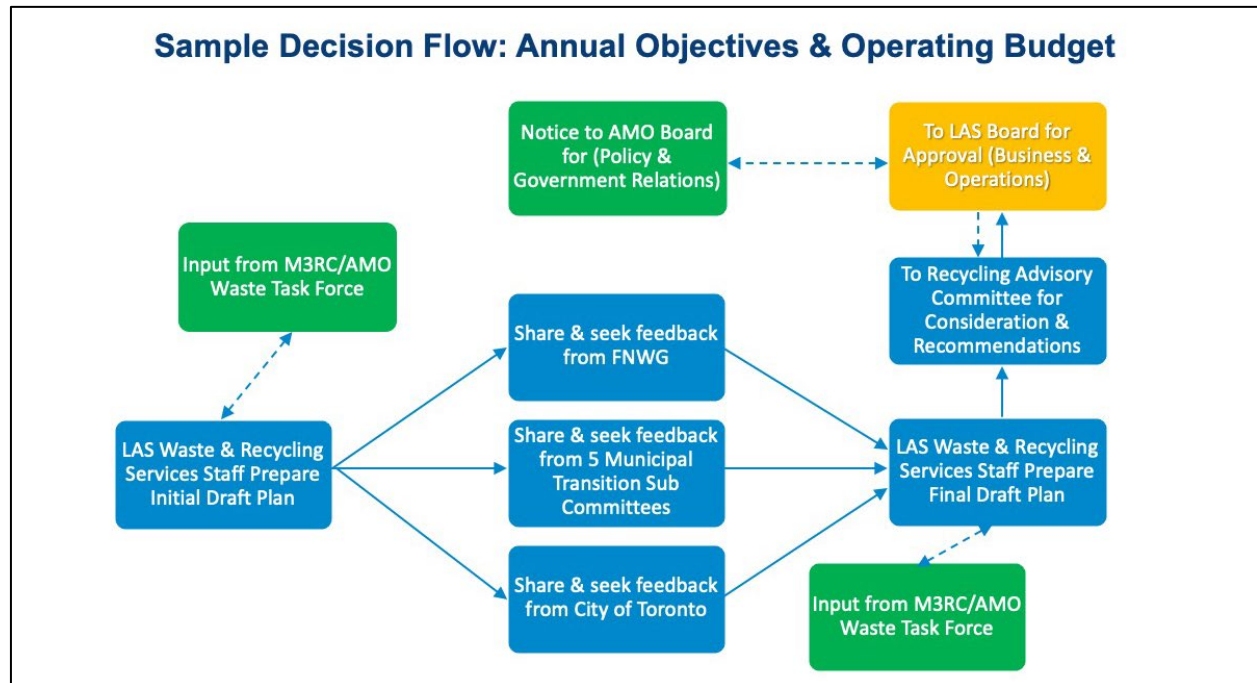 Sample Decision Flow: Annual Objectives & Operating Budget
Notice to AMO Board
for (Policy &
Government Relations)
To LAS Board for
Approval (Business &
Operations)
Input from M3RC/AMO
Waste Task Force
To Recycling Advisory
Committee for
Consideration &
Recommendations
Share & seek feedback
from FNWG
LAS Waste & Recycling
Services Staff Prepare
Initial Draft Plan
Share & seek feedback
from 5 Municipal
Transition Sub
Committees
LAS Waste & Recycling
Services Staff Prepare
Final Draft Plan
Share & seek feedback
from City of Toronto
Input from M3RC/AMO
Waste Task Force